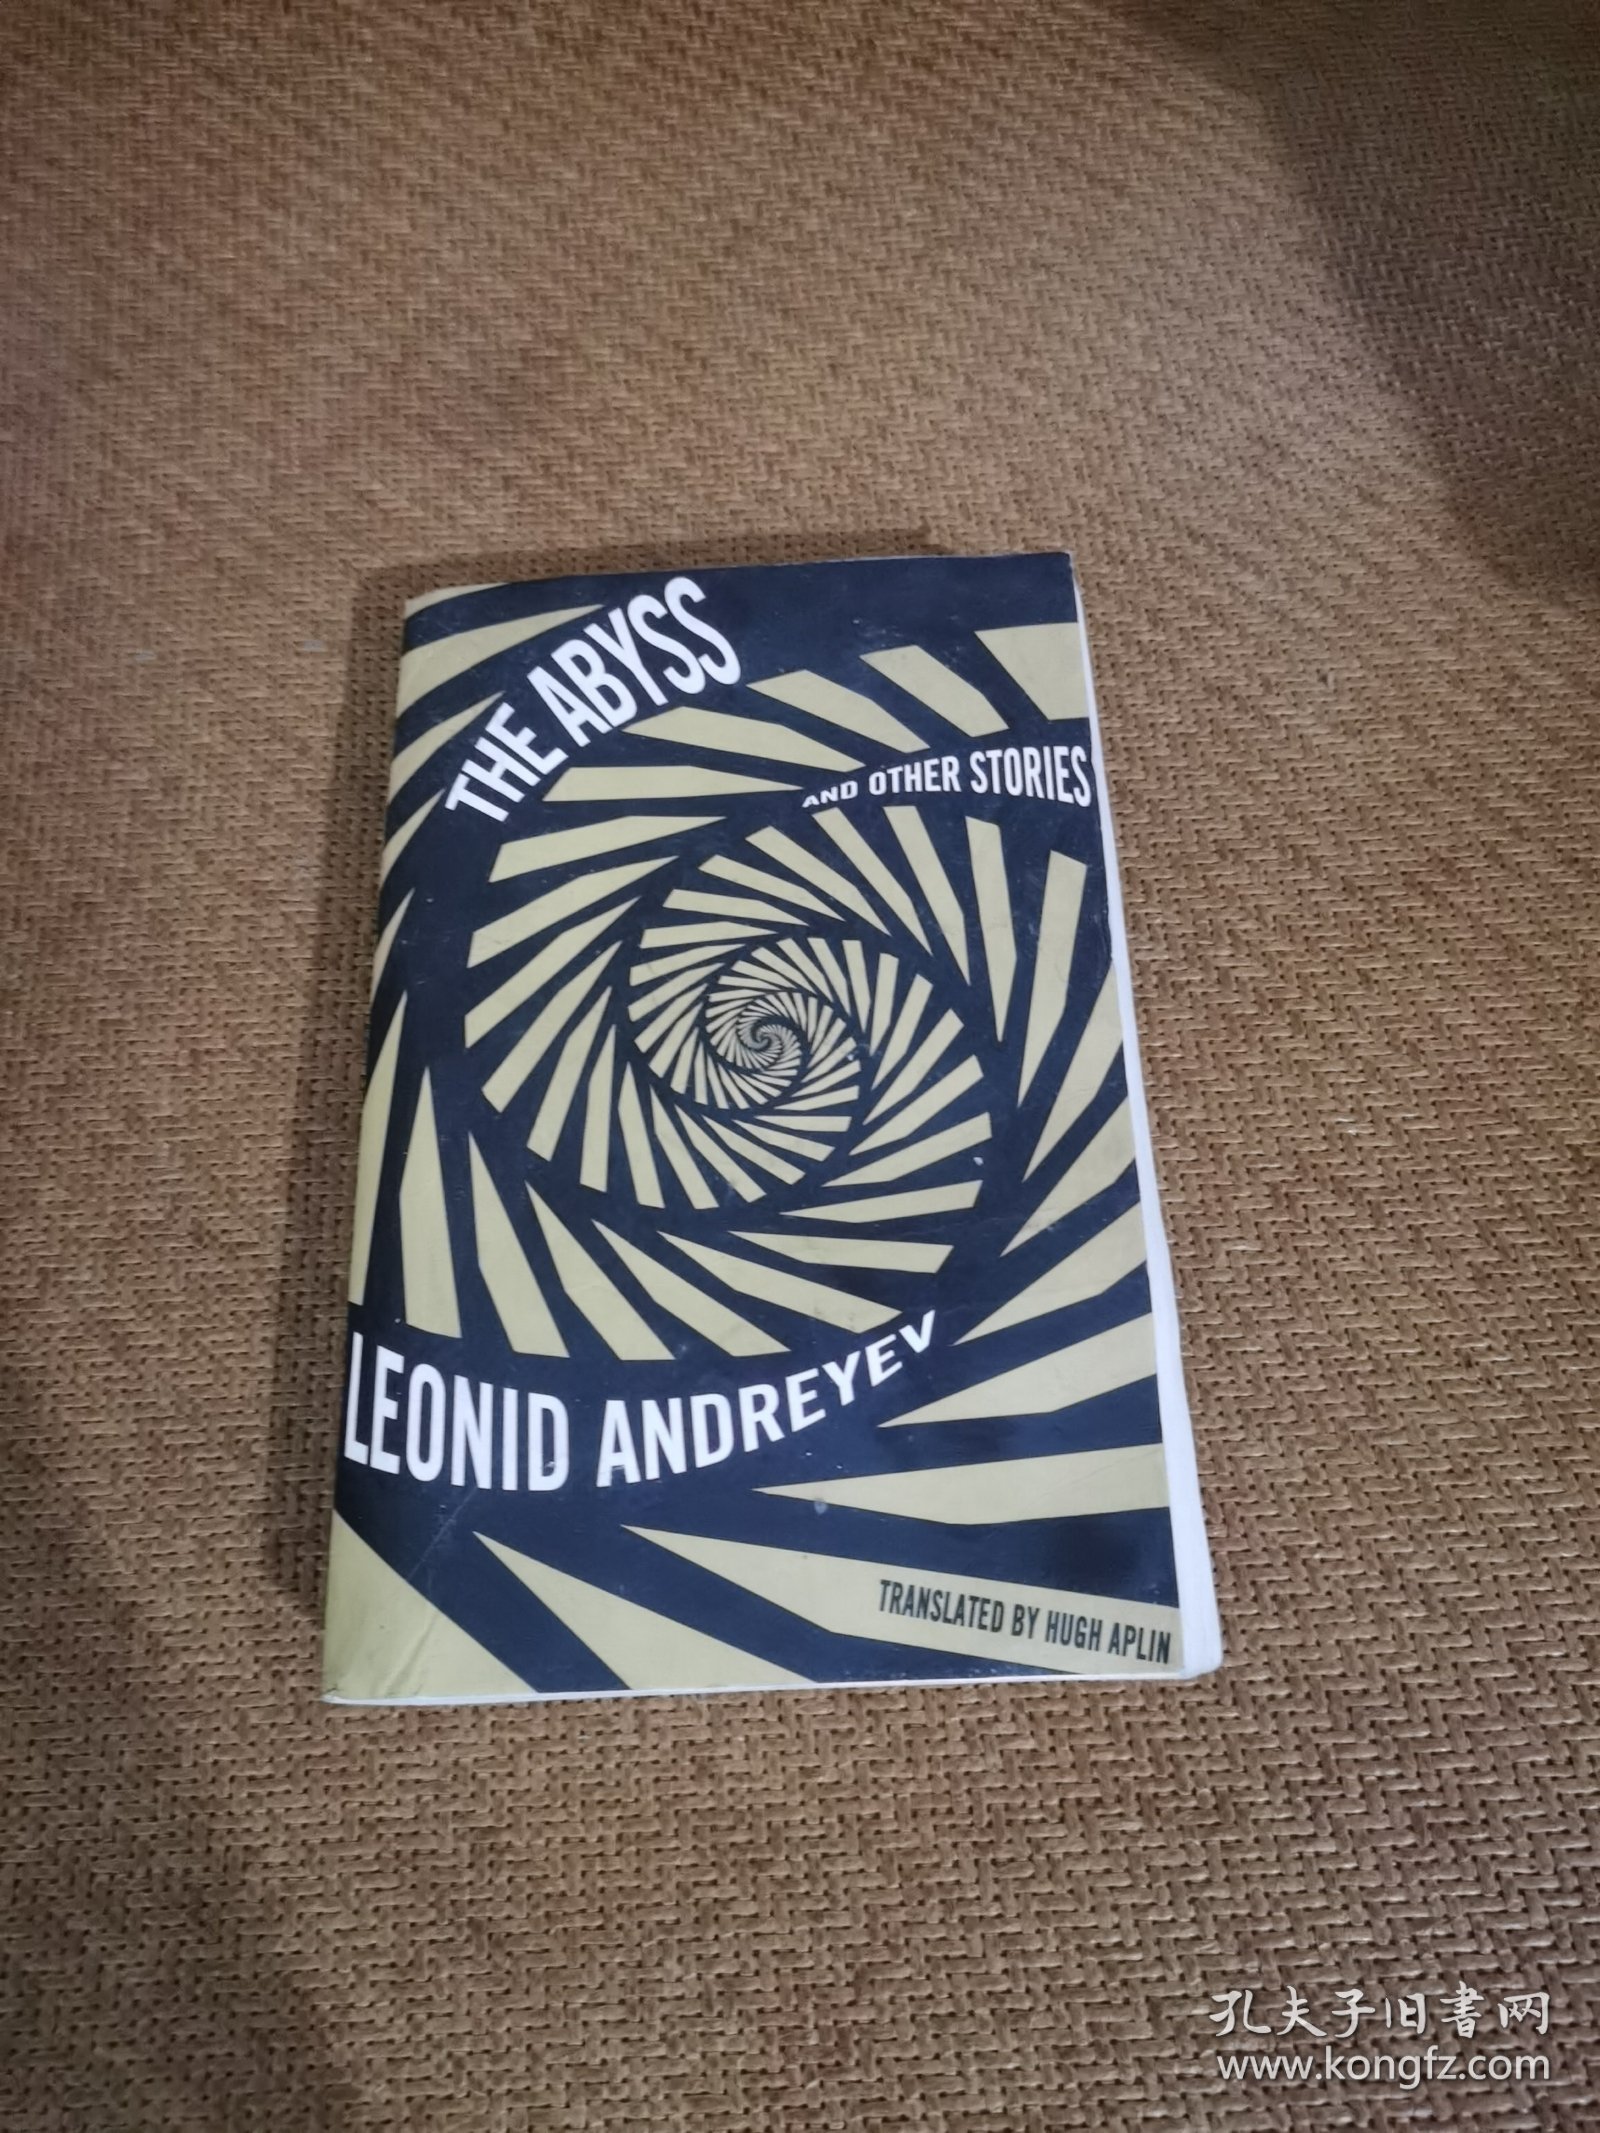 THE ABYSS
AND OTHER STORIES
LEONID ANDREYEV
TRANSLATED BY HUGH APLIN
孔夫子旧书网
www.kongfz.com